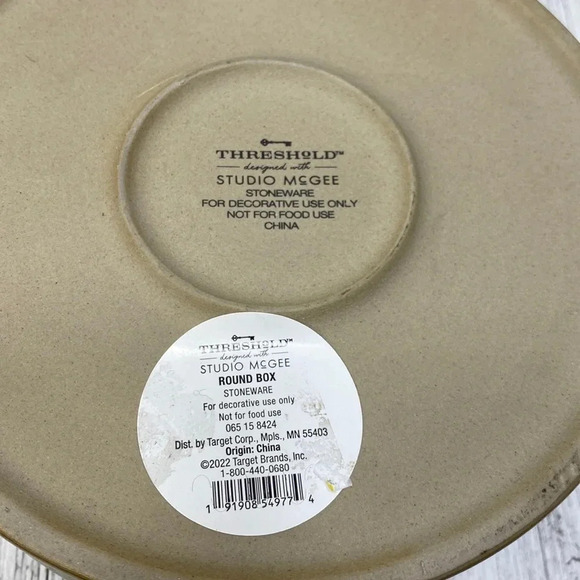 THRESHOLD™
designed with
STUDIO McGEE
STONEWARE
FOR DECORATIVE USE ONLY
NOT FOR FOOD USE
CHINA
THRESHOLD™
designed with
STUDIO McGEE
ROUND BOX
STONEWARE
For decorative use only
Not for food use
065 15 8424
Dist. by Target Corp., Mpls., MN 55403
Origin: China
©2022 Target Brands, Inc.
1-800-440-0680
1 91908 54977 4